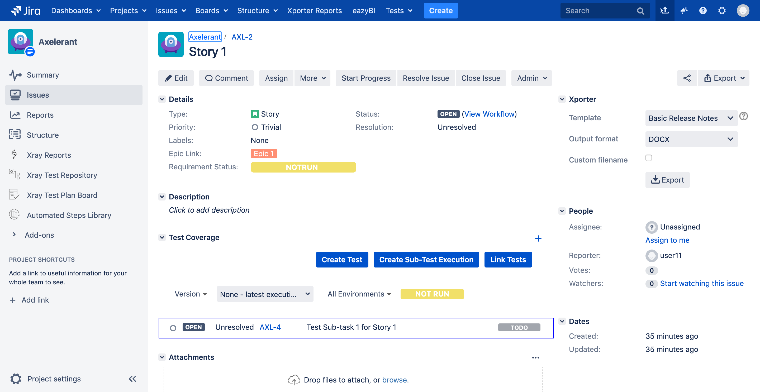 Jira Dashboards Projects Issues Boards Structure Xporter Reports eazyBI Tests Create Search
Axelerant
Summary
Issues
Reports
Structure
Xray Reports
Xray Test Repository
Xray Test Plan Board
Automated Steps Library
Add-ons
PROJECT SHORTCUTS
Add a link to useful information for your
whole team to see.
+ Add link
Project settings
Axelerant / AXL-2
Story 1
Edit Comment Assign More Start Progress Resolve Issue Close Issue Admin Export
Details
Type: Story Status: OPEN (View Workflow)
Priority: Trivial Resolution: Unresolved
Labels: None
Epic Link: Epic 1
Requirement Status: NOTRUN
Description
Click to add description
Test Coverage
Create Test Create Sub-Test Execution Link Tests
Version None - latest executi... All Environments NOT RUN
OPEN Unresolved AXL-4 Test Sub-task 1 for Story 1 TODO
Attachments
Drop files to attach, or browse.
Xporter
Template Basic Release Notes
Output format DOCX
Custom filename
Export
People
Assignee: Unassigned
Assign to me
Reporter: user11
Votes: 0
Watchers: 0 Start watching this issue
Dates
Created: 35 minutes ago
Updated: 35 minutes ago